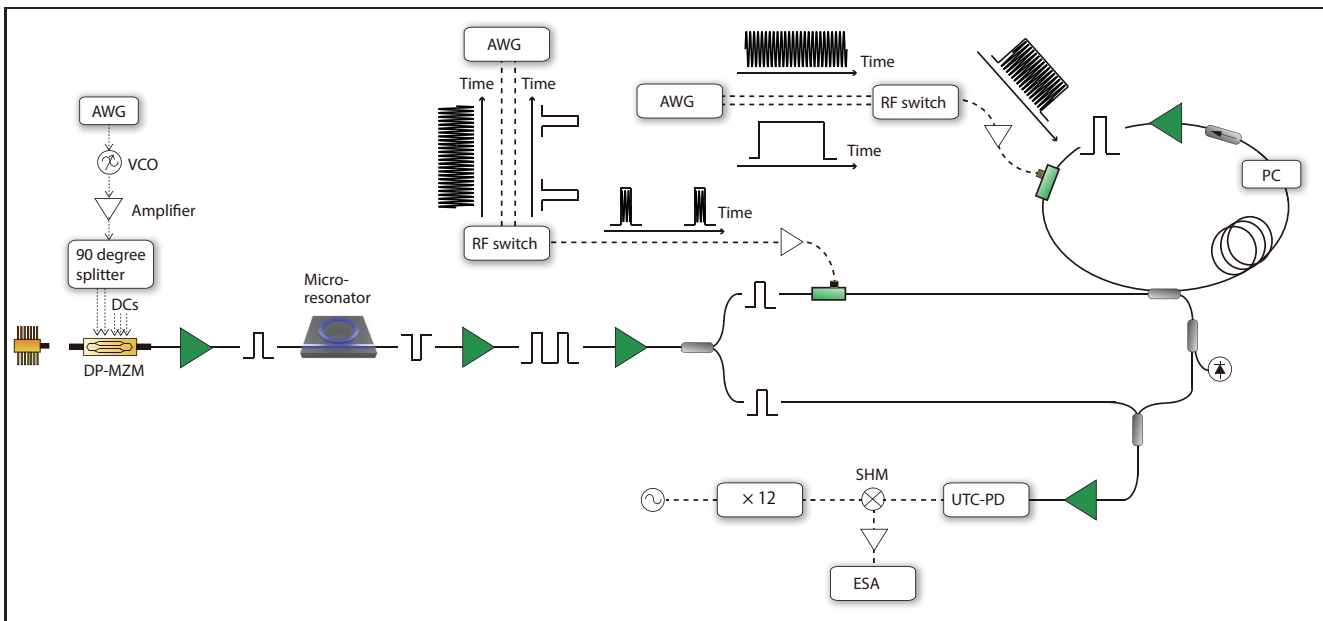 AWG
VCO
Amplifier
90 degree
splitter
DCs
DP-MZM
Micro-
resonator
AWG
Time
Time
RF switch
Time
AWG
Time
Time
RF switch
Time
PC
SHM
× 12
UTC-PD
ESA